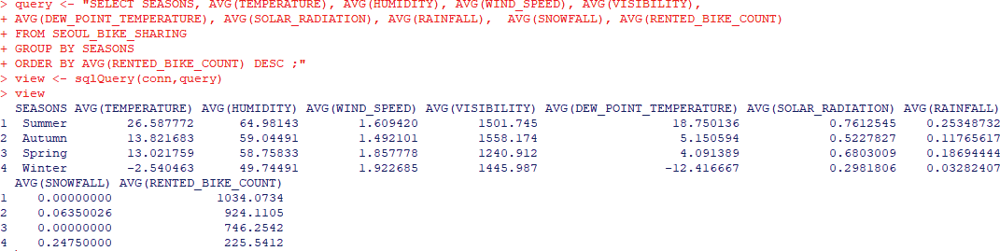 > query <- "SELECT SEASONS, AVG(TEMPERATURE), AVG(HUMIDITY), AVG(WIND_SPEED), AVG(VISIBILITY),
+ AVG(DEW_POINT_TEMPERATURE), AVG(SOLAR_RADIATION), AVG(RAINFALL),  AVG(SNOWFALL), AVG(RENTED_BIKE_COUNT)
+ FROM SEOUL_BIKE_SHARING
+ GROUP BY SEASONS
+ ORDER BY AVG(RENTED_BIKE_COUNT) DESC ;"
> view <- sqlQuery(conn,query)
> view
  SEASONS AVG(TEMPERATURE) AVG(HUMIDITY) AVG(WIND_SPEED) AVG(VISIBILITY) AVG(DEW_POINT_TEMPERATURE) AVG(SOLAR_RADIATION) AVG(RAINFALL)
1  Summer        26.587772      64.98143        1.609420        1501.745                  18.750136            0.7612545    0.25348732
2  Autumn        13.821683      59.04491        1.492101        1558.174                   5.150594            0.5227827    0.11765617
3  Spring        13.021759      58.75833        1.857778        1240.912                   4.091389            0.6803009    0.18694444
4  Winter        -2.540463      49.74491        1.922685        1445.987                 -12.416667            0.2981806    0.03282407
  AVG(SNOWFALL) AVG(RENTED_BIKE_COUNT)
1    0.00000000              1034.0734
2    0.06350026               924.1105
3    0.00000000               746.2542
4    0.24750000               225.5412